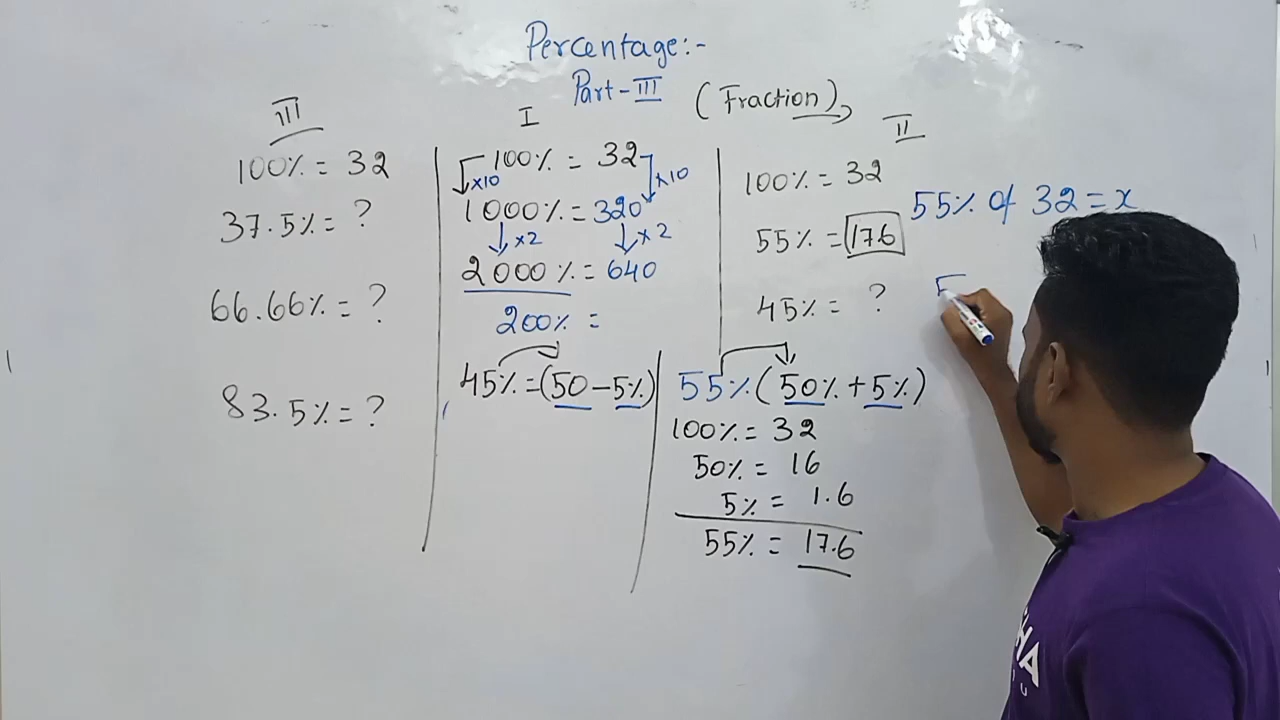 Percentage:-
Part-III (Fraction)
III
100% = 32
37.5% = ?
66.66% = ?
83.5% = ?
I
100% = 32
×10 ×10
1000% = 320
×2 ×2
2000% = 640
200% =
45% = (50 - 5%)
II
100% = 32
55% = 17.6
45% = ?
55% (50% + 5%)
100% = 32
50% = 16
5% = 1.6
55% = 17.6
55% of 32 = x
5
HA